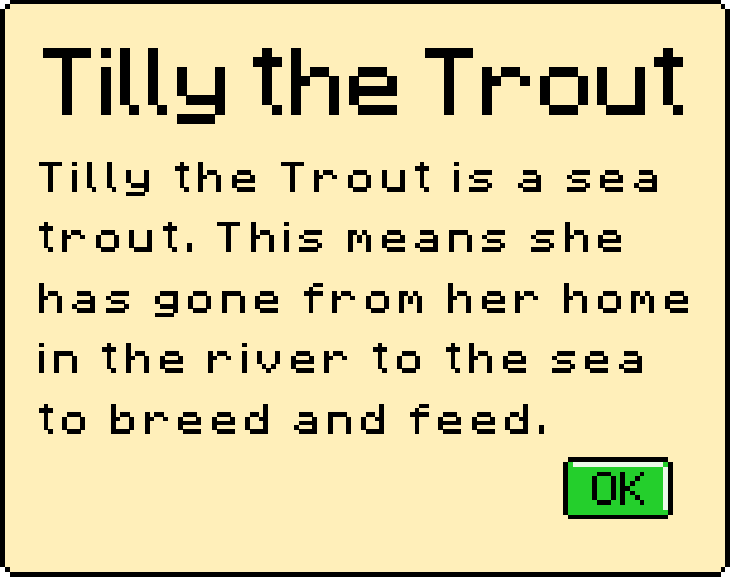 Tilly the Trout
Tilly the Trout is a sea
trout. This means she
has gone from her home
in the river to the sea
to breed and feed.
OK